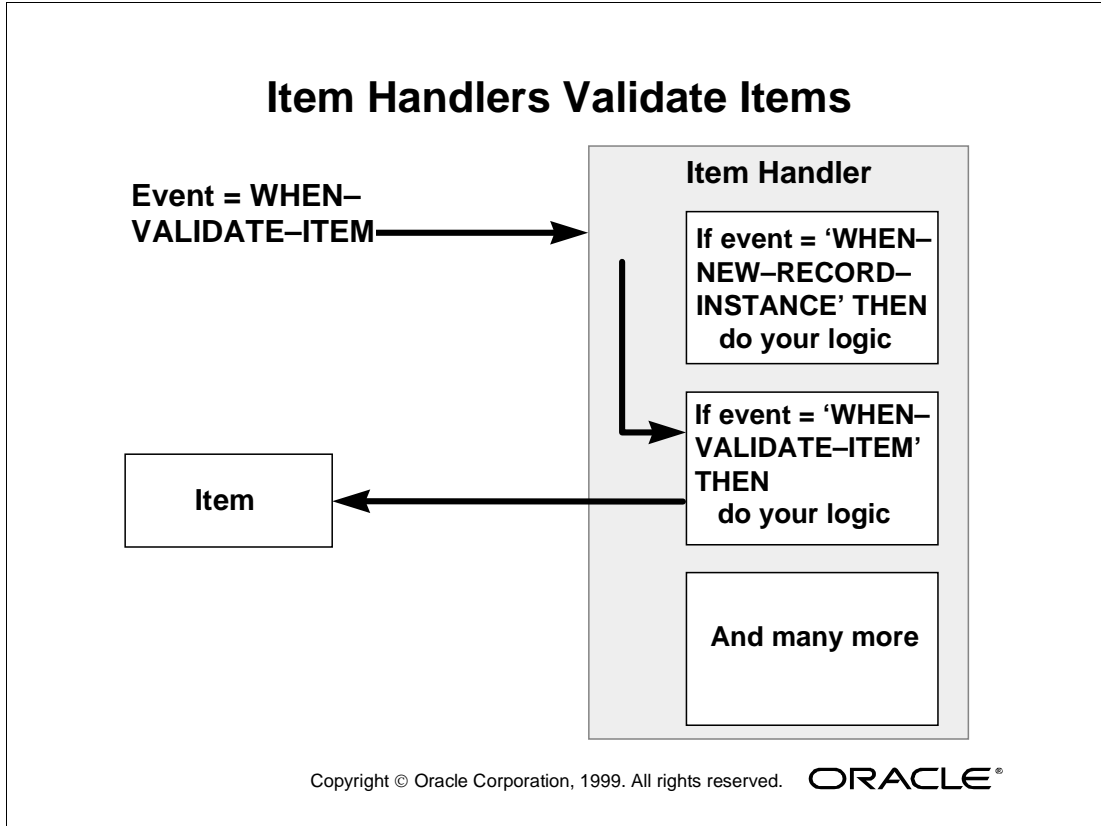 Item Handlers Validate Items
Event = WHEN–
VALIDATE–ITEM
Item Handler
If event = ‘WHEN–
NEW–RECORD–
INSTANCE’ THEN
do your logic
If event = ‘WHEN–
VALIDATE–ITEM’
THEN
do your logic
Item
And many more
Copyright © Oracle Corporation, 1999. All rights reserved.
ORACLE®